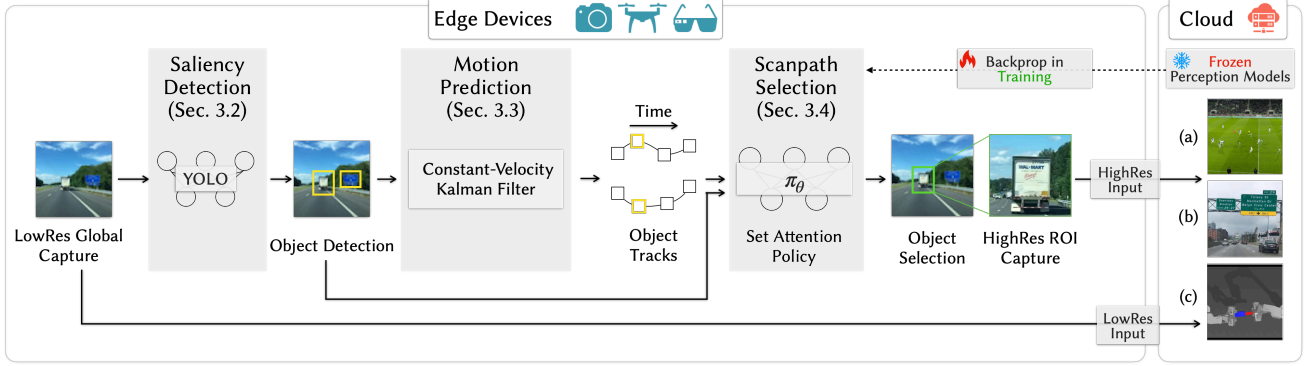 Edge Devices
Cloud
Saliency
Detection
(Sec. 3.2)
YOLO
Motion
Prediction
(Sec. 3.3)
Constant-Velocity
Kalman Filter
Scanpath
Selection
(Sec. 3.4)
πθ
Set Attention
Policy
Backprop in
Training
Frozen
Perception Models
LowRes Global
Capture
Object Detection
Time
Object
Tracks
Object
Selection
WAL-MART
HighRes ROI
Capture
HighRes
Input
LowRes
Input
(a)
(b)
(c)